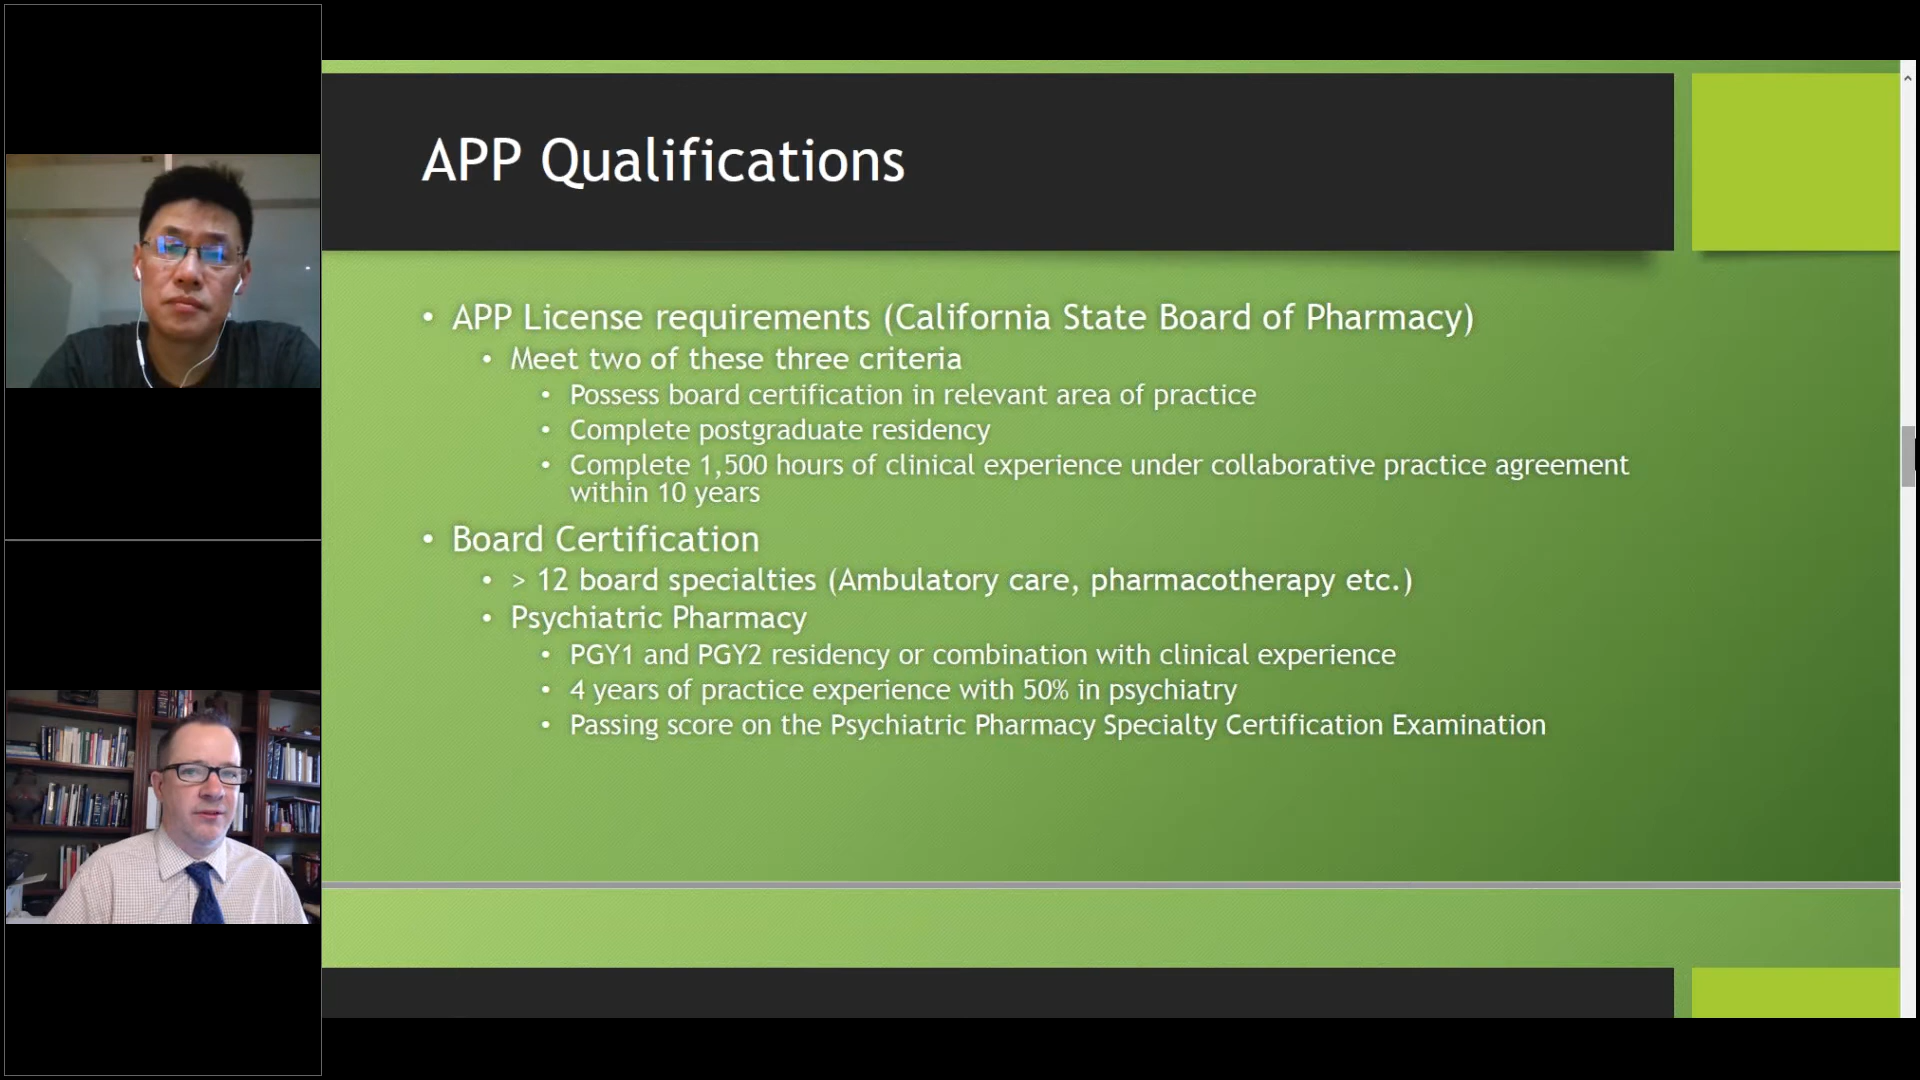 APP Qualifications
• APP License requirements (California State Board of Pharmacy)
• Meet two of these three criteria
• Possess board certification in relevant area of practice
• Complete postgraduate residency
• Complete 1,500 hours of clinical experience under collaborative practice agreement
within 10 years
• Board Certification
• > 12 board specialties (Ambulatory care, pharmacotherapy etc.)
• Psychiatric Pharmacy
• PGY1 and PGY2 residency or combination with clinical experience
• 4 years of practice experience with 50% in psychiatry
• Passing score on the Psychiatric Pharmacy Specialty Certification Examination